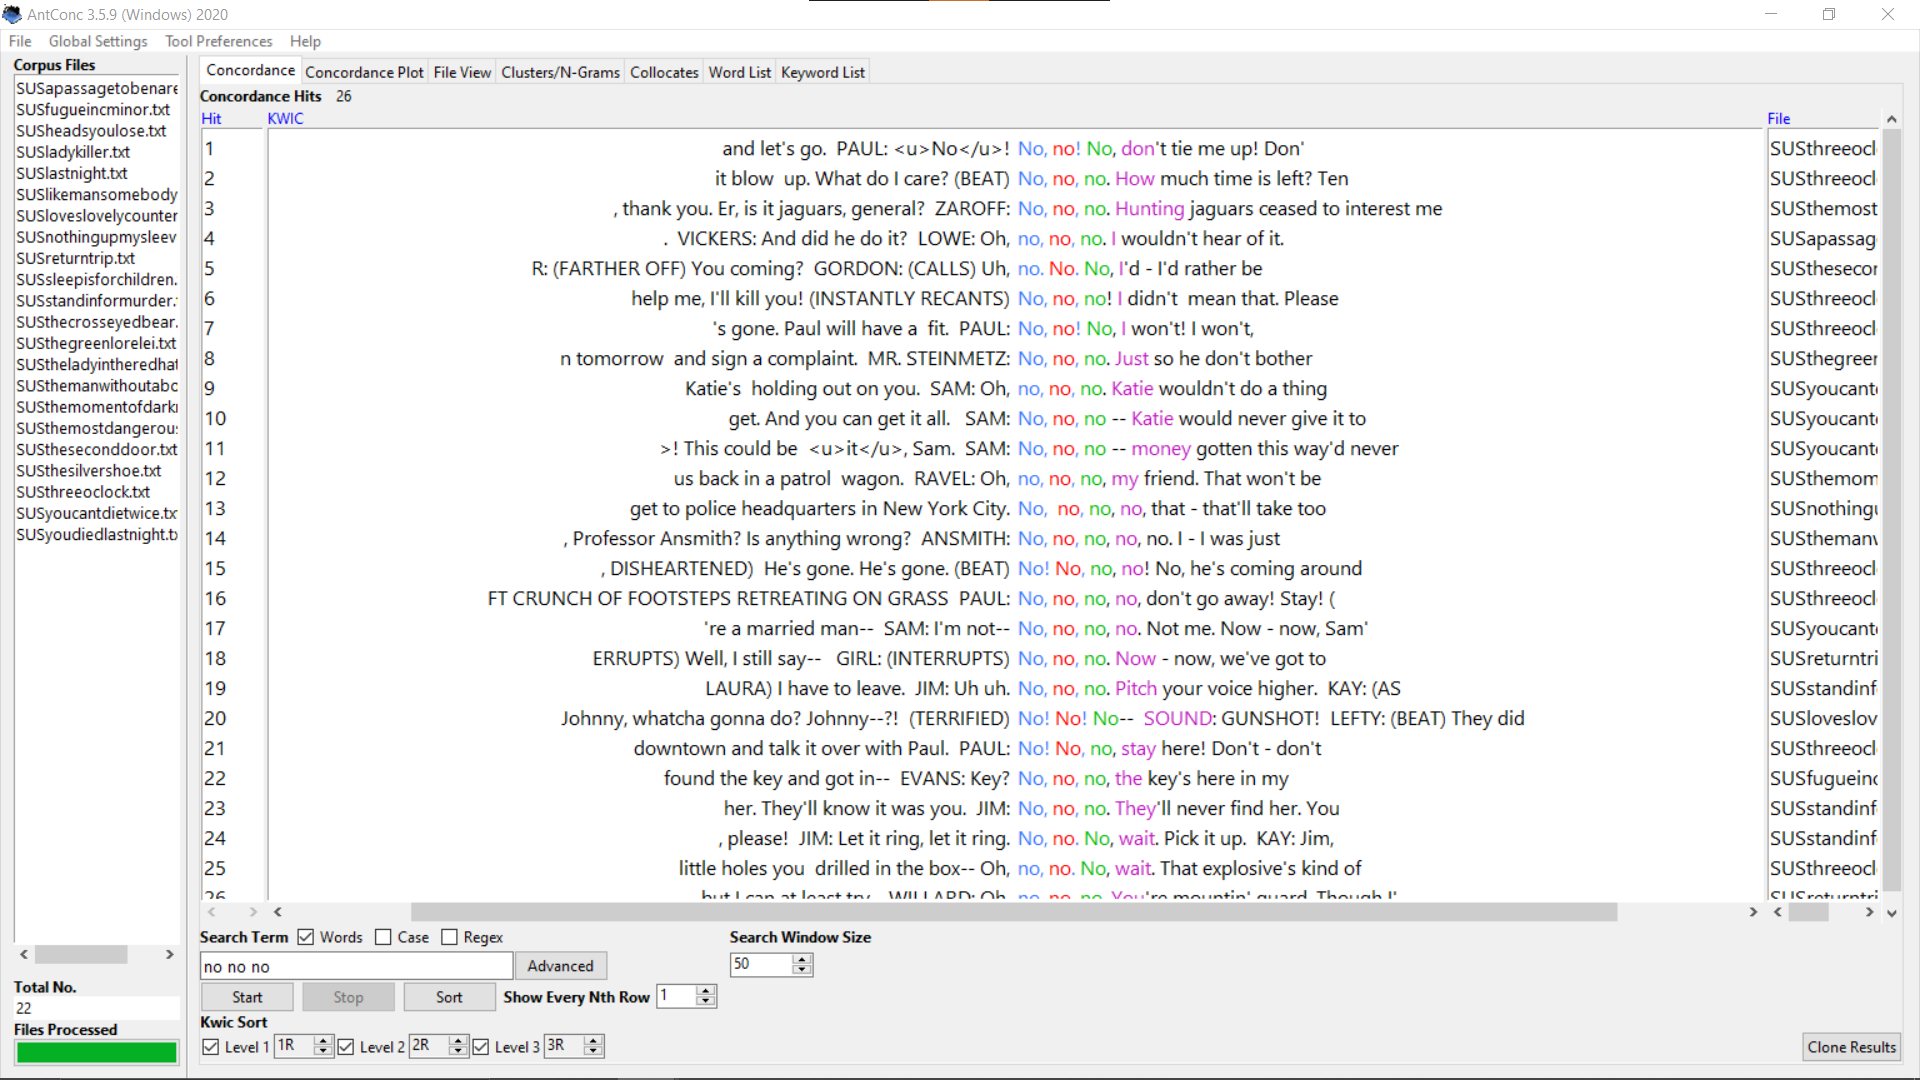 AntConc 3.5.9 (Windows) 2020
File Global Settings Tool Preferences Help
Corpus Files
SUSapassagetobenare
SUSfugueincminor.txt
SUSheadsyoulose.txt
SUSladykiller.txt
SUSlastnight.txt
SUSlikemansomebody
SUSloveslovelycounter
SUSnothingupmysleev
SUSreturntrip.txt
SUSsleepisforchildren.
SUSstandinformurder.
SUSthecrosseyedbear.
SUSthegreenlorelei.txt
SUStheladyintheredhat
SUSthemanwithoutabo
SUSthemomentofdark
SUSthemostdangerou
SUStheseconddoor.txt
SUSthesilvershoe.txt
SUSthreeoclock.txt
SUSyoucantdietwice.tx
SUSyoudiedlastnight.tx
Total No.
22
Files Processed
Concordance Concordance Plot File View Clusters/N-Grams Collocates Word List Keyword List
Concordance Hits 26
Hit KWIC File
1 and let's go. PAUL: <u>No</u>! No, no! No, don't tie me up! Don' SUSthreeocl
2 it blow up. What do I care? (BEAT) No, no, no. How much time is left? Ten SUSthreeocl
3 , thank you. Er, is it jaguars, general? ZAROFF: No, no, no. Hunting jaguars ceased to interest me SUSthemost
4 . VICKERS: And did he do it? LOWE: Oh, no, no, no. I wouldn't hear of it. SUSapassag
5 R: (FARTHER OFF) You coming? GORDON: (CALLS) Uh, no. No. No, I'd - I'd rather be SUSthesecor
6 help me, I'll kill you! (INSTANTLY RECANTS) No, no, no! I didn't mean that. Please SUSthreeocl
7 's gone. Paul will have a fit. PAUL: No, no! No, I won't! I won't, SUSthreeocl
8 n tomorrow and sign a complaint. MR. STEINMETZ: No, no, no. Just so he don't bother SUSthegreer
9 Katie's holding out on you. SAM: Oh, no, no, no. Katie wouldn't do a thing SUSyoucant
10 get. And you can get it all. SAM: No, no, no -- Katie would never give it to SUSyoucant
11 >! This could be <u>it</u>, Sam. SAM: No, no, no -- money gotten this way'd never SUSyoucant
12 us back in a patrol wagon. RAVEL: Oh, no, no, no, my friend. That won't be SUSthemom
13 get to police headquarters in New York City. No, no, no, no, that - that'll take too SUSnothing
14 , Professor Ansmith? Is anything wrong? ANSMITH: No, no, no, no, no. I - I was just SUSthemanv
15 , DISHEARTENED) He's gone. He's gone. (BEAT) No! No, no, no! No, he's coming around SUSthreeocl
16 FT CRUNCH OF FOOTSTEPS RETREATING ON GRASS PAUL: No, no, no, no, don't go away! Stay! ( SUSthreeocl
17 're a married man-- SAM: I'm not-- No, no, no, no. Not me. Now - now, Sam' SUSyoucant
18 ERRUPTS) Well, I still say-- GIRL: (INTERRUPTS) No, no, no. Now - now, we've got to SUSreturntri
19 LAURA) I have to leave. JIM: Uh uh. No, no, no. Pitch your voice higher. KAY: (AS SUSstandinf
20 Johnny, whatcha gonna do? Johnny--?! (TERRIFIED) No! No! No-- SOUND: GUNSHOT! LEFTY: (BEAT) They did SUSloveslov
21 downtown and talk it over with Paul. PAUL: No! No, no, stay here! Don't - don't SUSthreeocl
22 found the key and got in-- EVANS: Key? No, no, no, the key's here in my SUSfugueinc
23 her. They'll know it was you. JIM: No, no, no. They'll never find her. You SUSstandinf
24 , please! JIM: Let it ring, let it ring. No, no. No, wait. Pick it up. KAY: Jim, SUSstandinf
25 little holes you drilled in the box-- Oh, no, no. No, wait. That explosive's kind of SUSthreeocl
26 but I can at least try. WILLARD: Oh, no, no, no. You're mountin' guard. Though I' SUSreturntri
Search Term Words Case Regex Search Window Size
no no no Advanced 50
Start Stop Sort Show Every Nth Row 1
Kwic Sort
Level 1 1R Level 2 2R Level 3 3R Clone Results